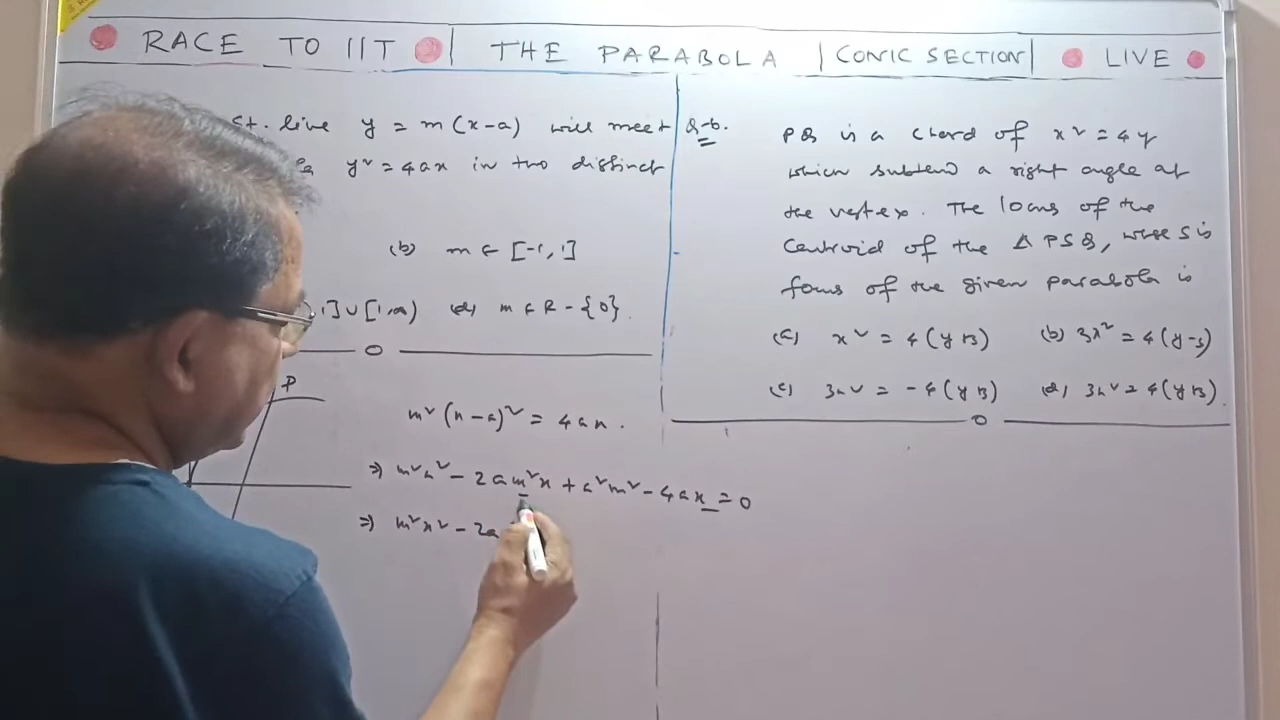 RACE TO IIT | THE PARABOLA | CONIC SECTION | LIVE
St. line y = m(x-a) will meet
y² = 4ax in two distinct
(b) m ∈ [-1, 1]
1] ∪ [1, ∞) (d) m ∈ R - {0}.
P
m²(x-a)² = 4ax.
⇒ m²x² - 2am²x + a²m² - 4ax = 0
⇒ m²x² - 2a
Q-6. PQ is a chord of x² = 4y
which subtend a right angle at
the vertex. The locus of the
Centroid of the Δ PSQ, whose S is
focus of the given parabola is
(a) x² = 4(y+3) (b) 3x² = 4(y-3)
(c) 3x² = -4(y+3) (d) 3x² = 4(y+3).